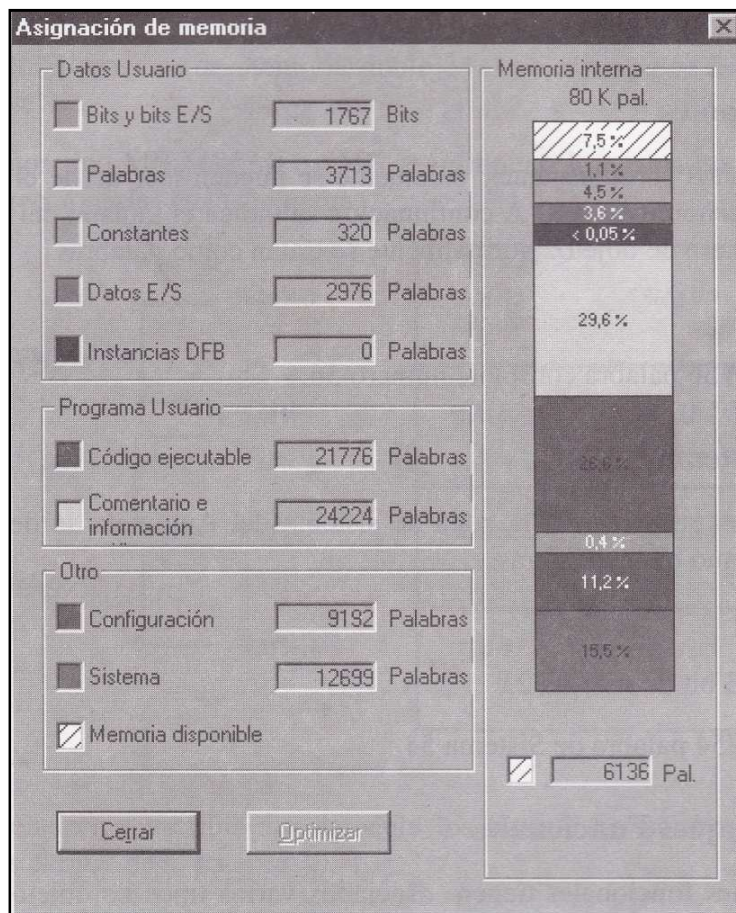 Asignación de memoria
Datos Usuario
Bits y bits E/S 1767 Bits
Palabras 3713 Palabras
Constantes 320 Palabras
Datos E/S 2976 Palabras
Instancias DFB 0 Palabras
Programa Usuario
Código ejecutable 21776 Palabras
Comentario e
información 24224 Palabras
Otro
Configuración 9192 Palabras
Sistema 12699 Palabras
Memoria disponible
Cerrar
Optimizar
Memoria interna
80 K pal.
7,5 %
1,1 %
4,5 %
3,6 %
< 0,05 %
29,6 %
26,6 %
0,4 %
11,2 %
15,5 %
6136 Pal.